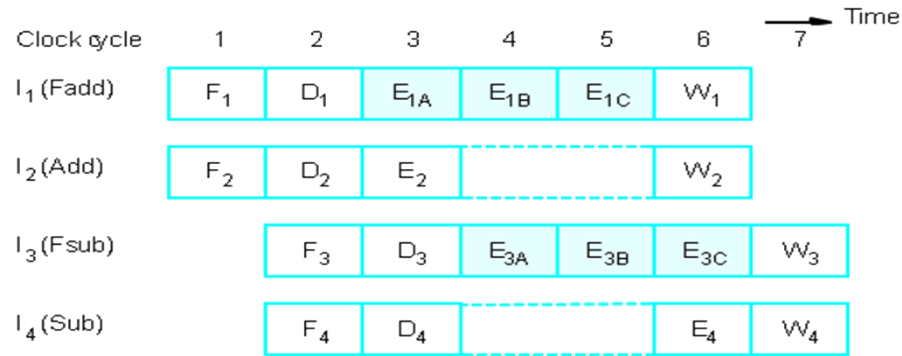 Time
Clock cycle 1 2 3 4 5 6 7
I1 (Fadd) F1 D1 E1A E1B E1C W1
I2 (Add) F2 D2 E2 W2
I3 (Fsub) F3 D3 E3A E3B E3C W3
I4 (Sub) F4 D4 E4 W4